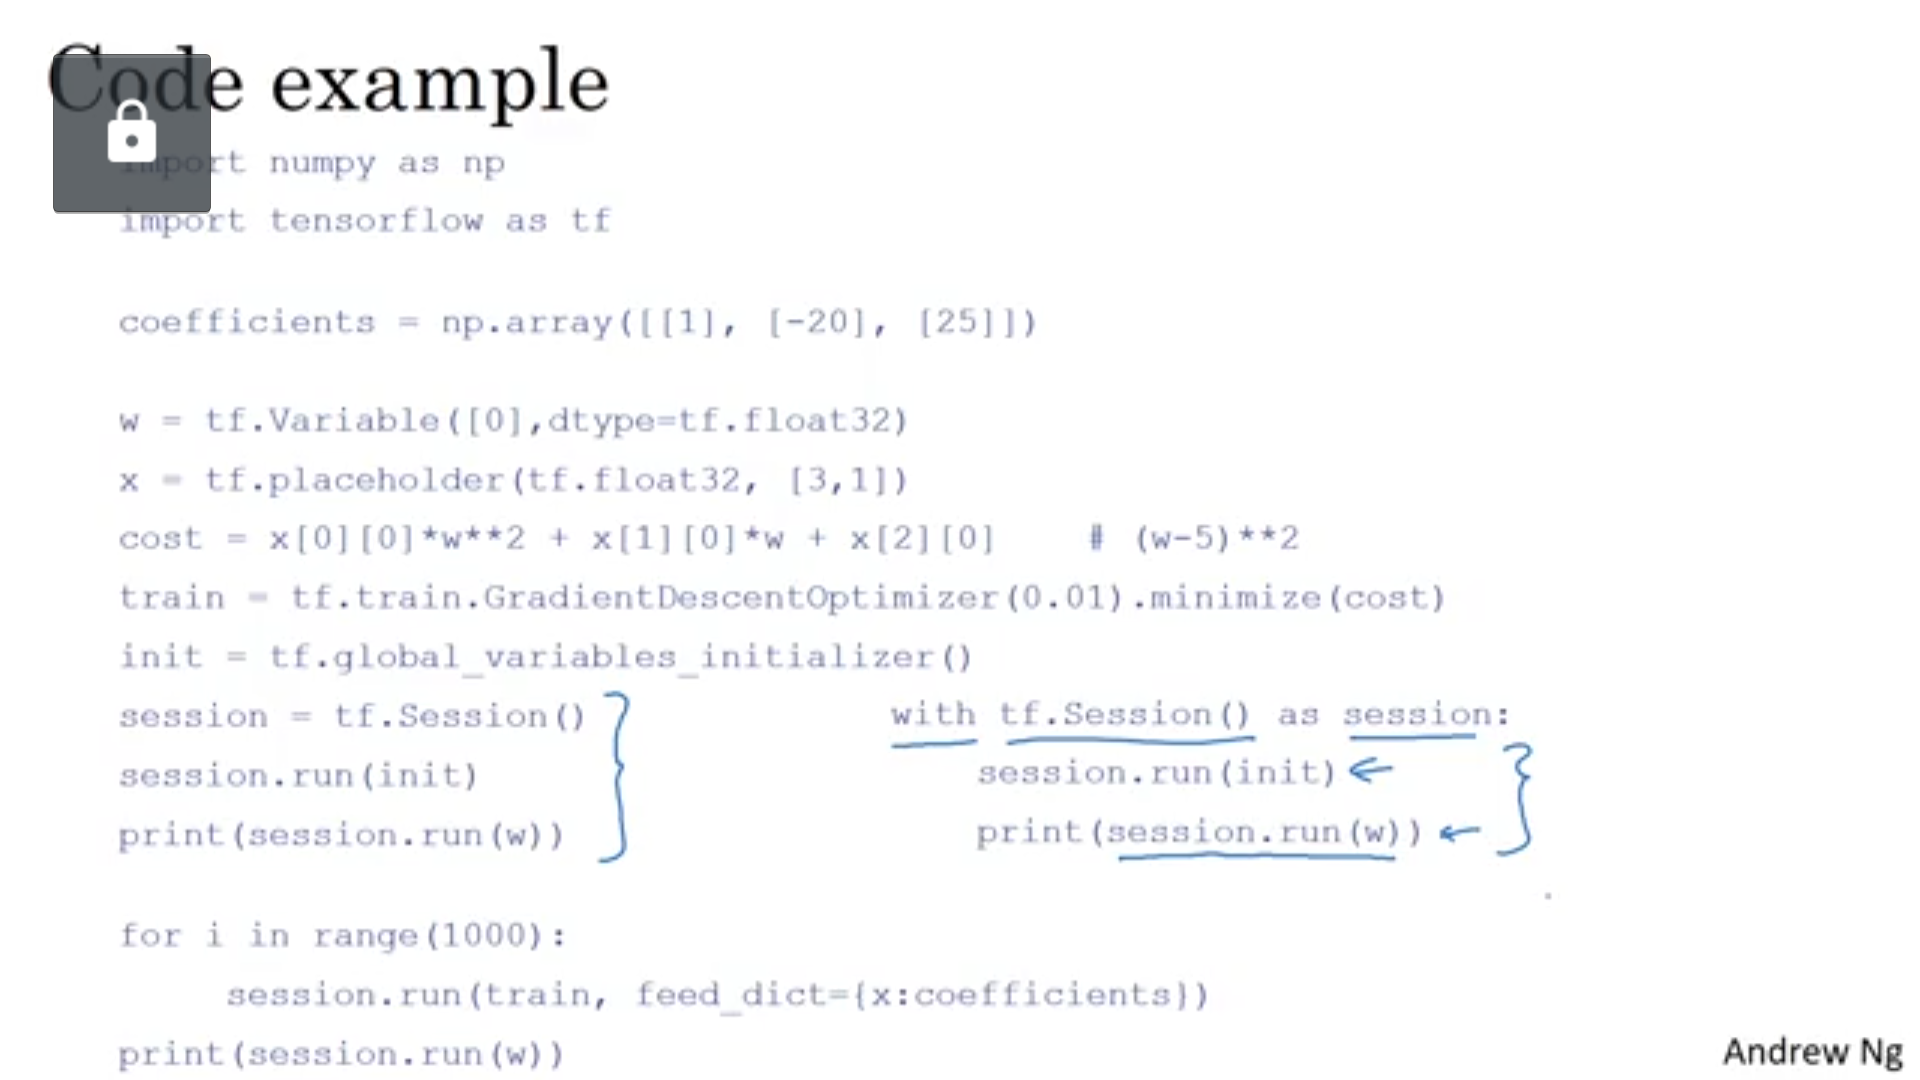 Code example
import numpy as np
import tensorflow as tf
coefficients = np.array([[1], [-20], [25]])
w = tf.Variable([0],dtype=tf.float32)
x = tf.placeholder(tf.float32, [3,1])
cost = x[0][0]*w**2 + x[1][0]*w + x[2][0]    # (w-5)**2
train = tf.train.GradientDescentOptimizer(0.01).minimize(cost)
init = tf.global_variables_initializer()
session = tf.Session()
session.run(init)
print(session.run(w))
with tf.Session() as session:
session.run(init)
print(session.run(w))
for i in range(1000):
session.run(train, feed_dict={x:coefficients})
print(session.run(w))
Andrew Ng